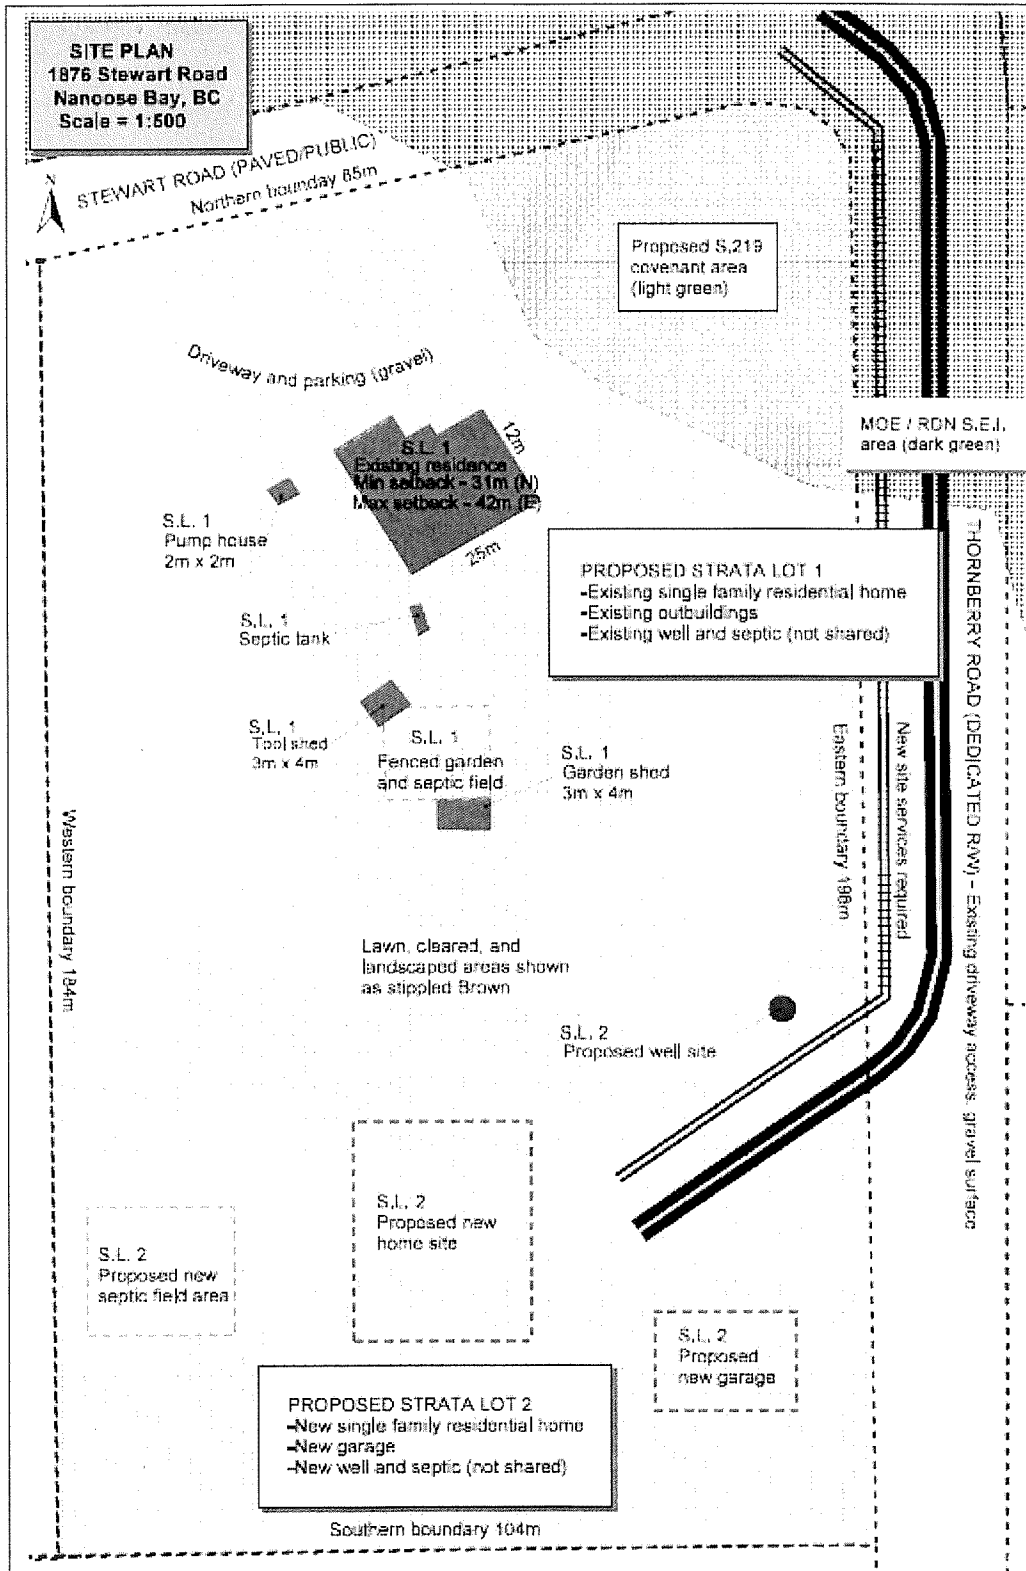 SITE PLAN
1876 Stewart Road
Nanoose Bay, BC
Scale = 1:500
N
STEWART ROAD (PAVED/PUBLIC)
Northern boundary 85m
Proposed S.219
covenant area
(light green)
Driveway and parking (gravel)
MOE / RDN S.E.I.
area (dark green)
12m
S.L. 1
Existing residence
Min setback - 31m (N)
Max setback - 42m (E)
25m
S.L. 1
Pump house
2m x 2m
PROPOSED STRATA LOT 1
-Existing single family residential home
-Existing outbuildings
-Existing well and septic (not shared)
S.L. 1
Septic tank
S.L. 1
Tool shed
3m x 4m
S.L. 1
Fenced garden
and septic field
S.L. 1
Garden shed
3m x 4m
Western boundary 184m
Eastern boundary 198m
New site services required
THORNBERRY ROAD (DEDICATED R/W) - Existing driveway access, gravel surface
Lawn, cleared, and
landscaped areas shown
as stippled Brown
S.L. 2
Proposed well site
S.L. 2
Proposed new
home site
S.L. 2
Proposed new
septic field area
S.L. 2
Proposed
new garage
PROPOSED STRATA LOT 2
-New single family residential home
-New garage
-New well and septic (not shared)
Southern boundary 104m